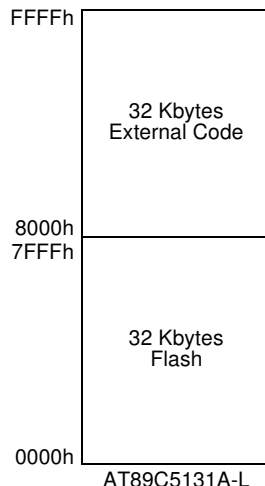 FFFFh
32 Kbytes
External Code
8000h
7FFFh
32 Kbytes
Flash
0000h
AT89C5131A-L